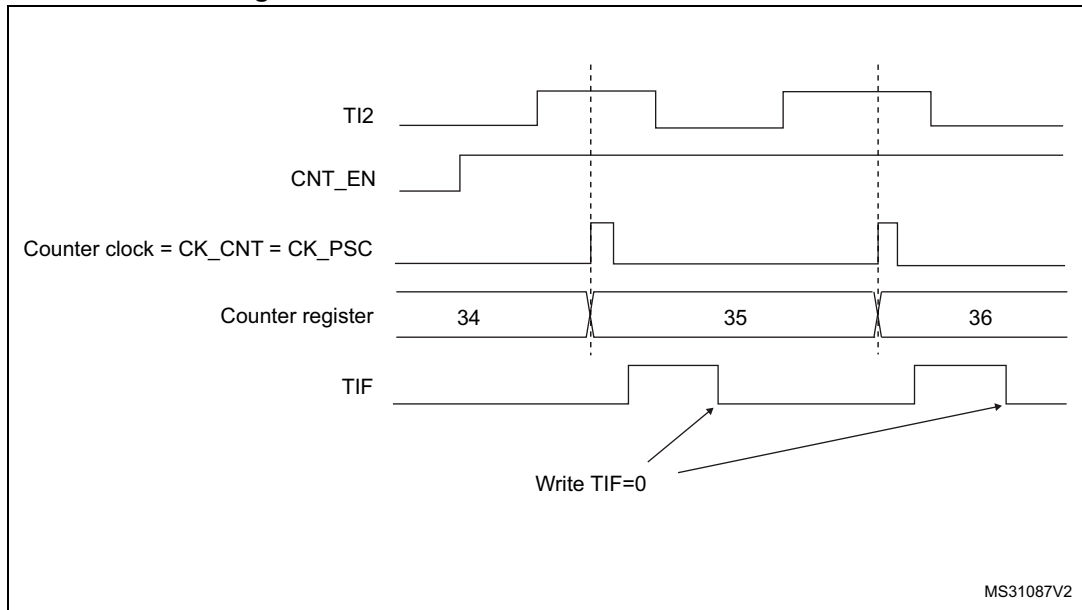 TI2
CNT_EN
Counter clock = CK_CNT = CK_PSC
Counter register 34 35 36
TIF
Write TIF=0
MS31087V2